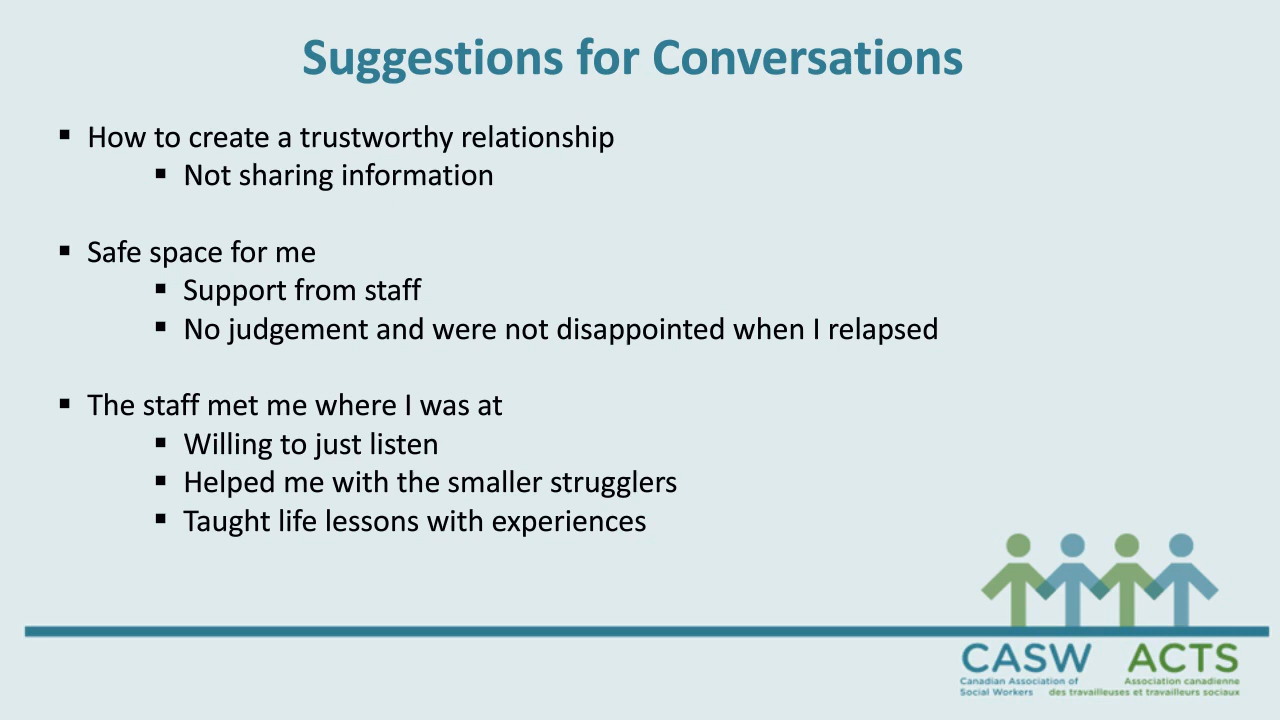 Suggestions for Conversations
▪ How to create a trustworthy relationship
▪ Not sharing information
▪ Safe space for me
▪ Support from staff
▪ No judgement and were not disappointed when I relapsed
▪ The staff met me where I was at
▪ Willing to just listen
▪ Helped me with the smaller strugglers
▪ Taught life lessons with experiences
CASW ACTS
Canadian Association of Association canadienne
Social Workers des travailleuses et travailleurs sociaux